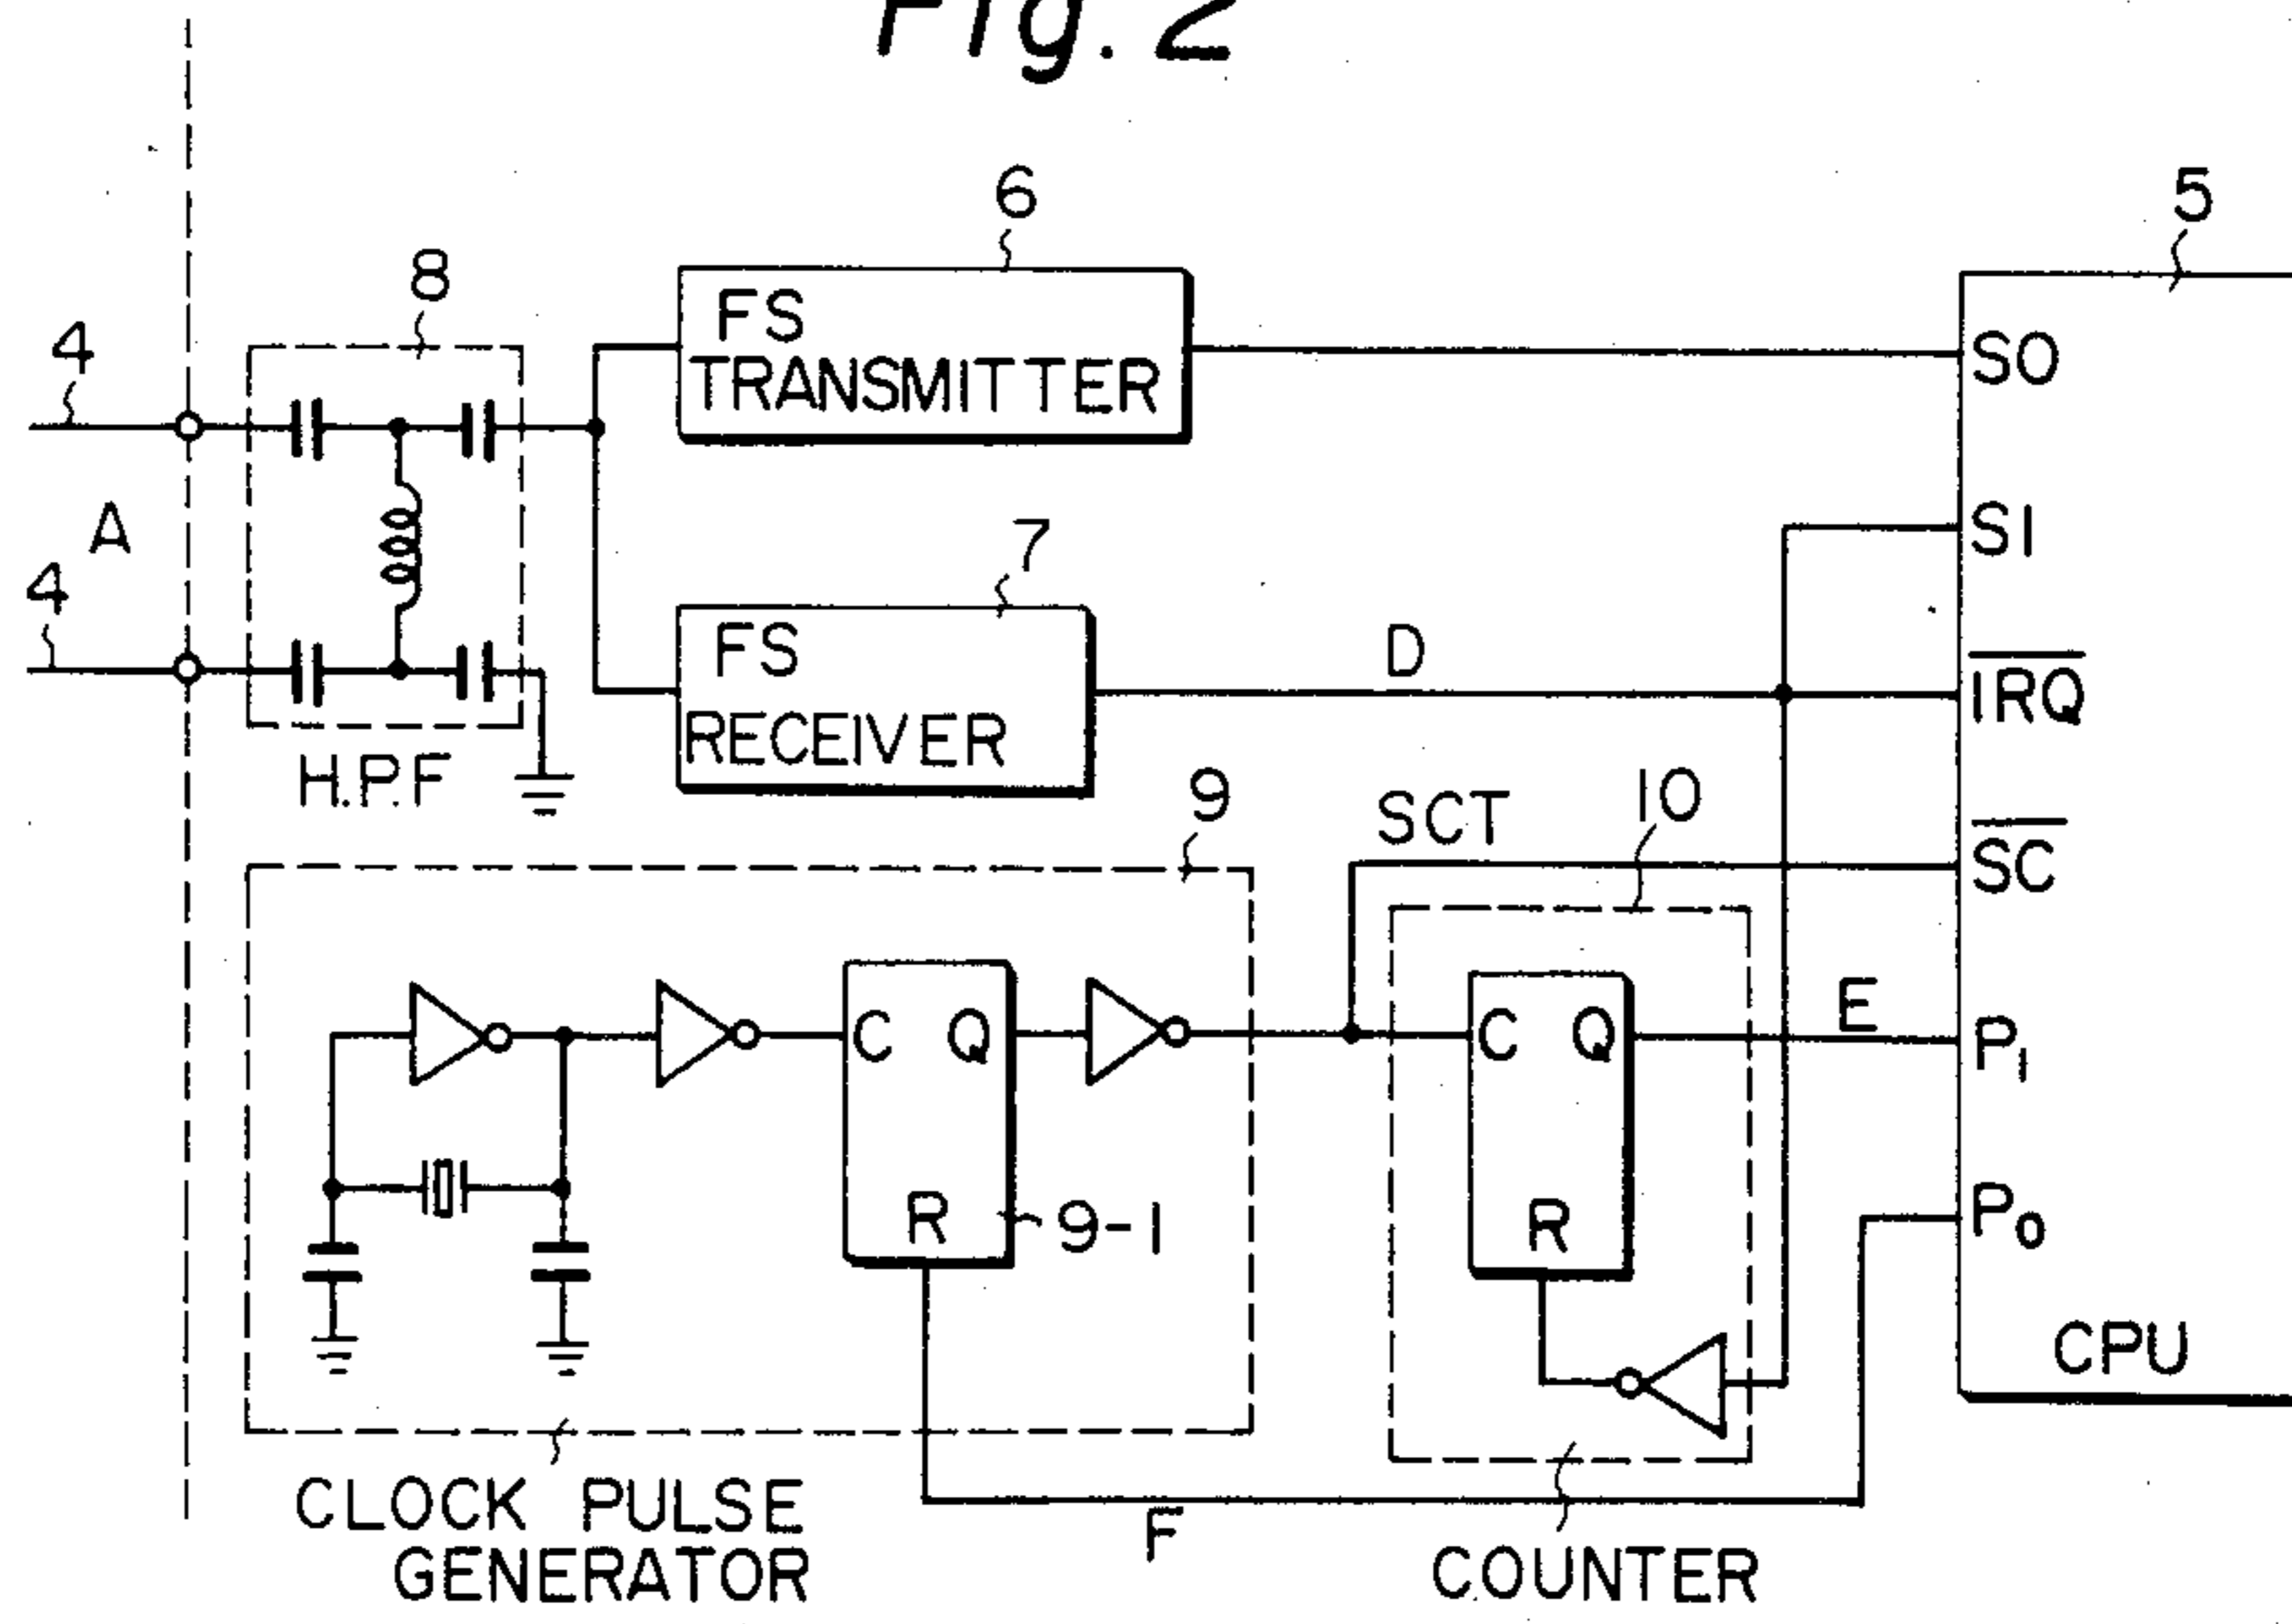 Fig. 2
6
5
8
4
FS
TRANSMITTER
SO
A
SI
7
4
FS
RECEIVER
D
IRQ
H.P.F
9
SCT
10
SC
C Q
C Q
E
P1
R
9-1
R
P0
CPU
CLOCK PULSE
GENERATOR
F
COUNTER